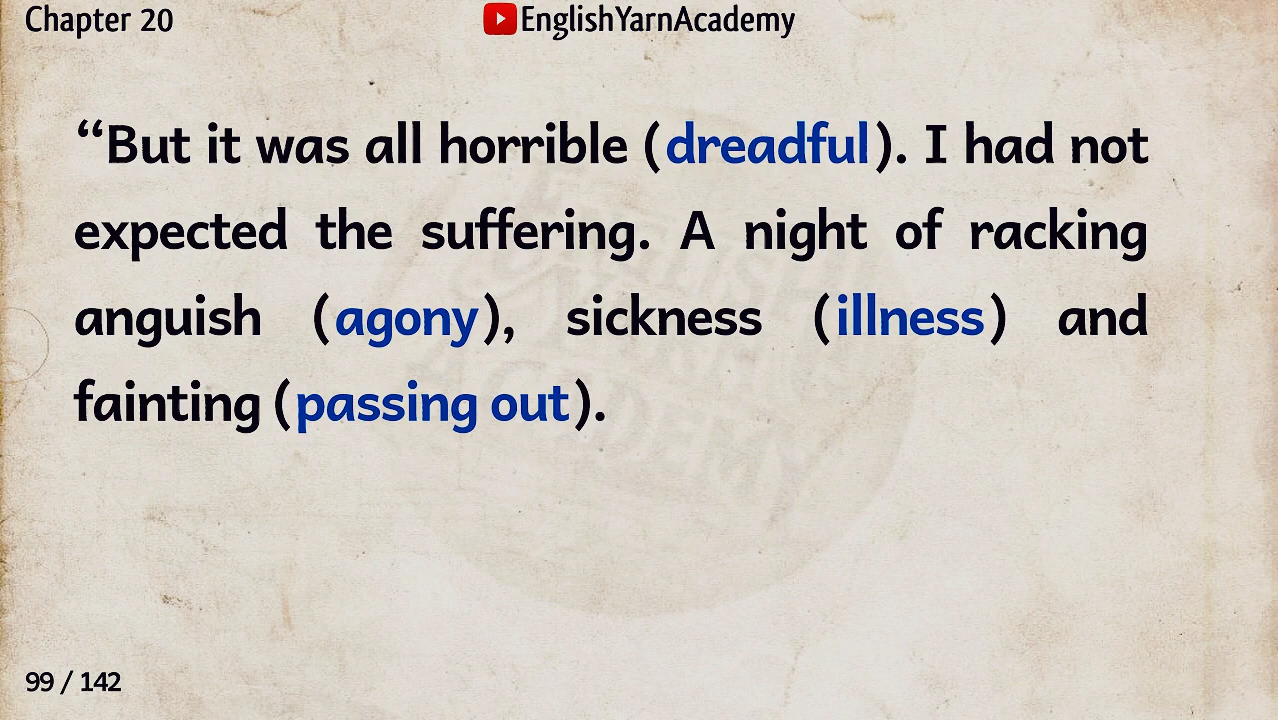 Chapter 20
EnglishYarnAcademy
“But it was all horrible (dreadful). I had not
expected the suffering. A night of racking
anguish (agony), sickness (illness) and
fainting (passing out).
99 / 142